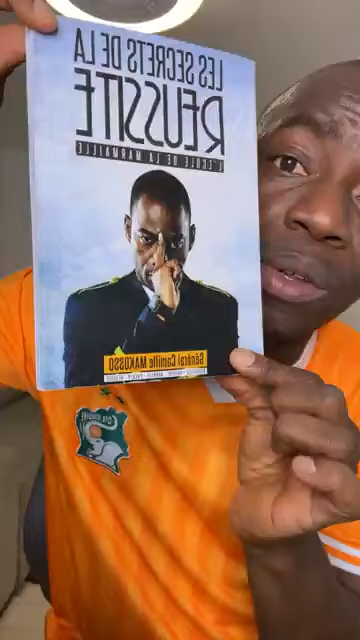 LES SECRETS DE LA
RÉUSSITE
L'ÉCOLE DE LA MARMAILLE
Général Camille MAKOSSO